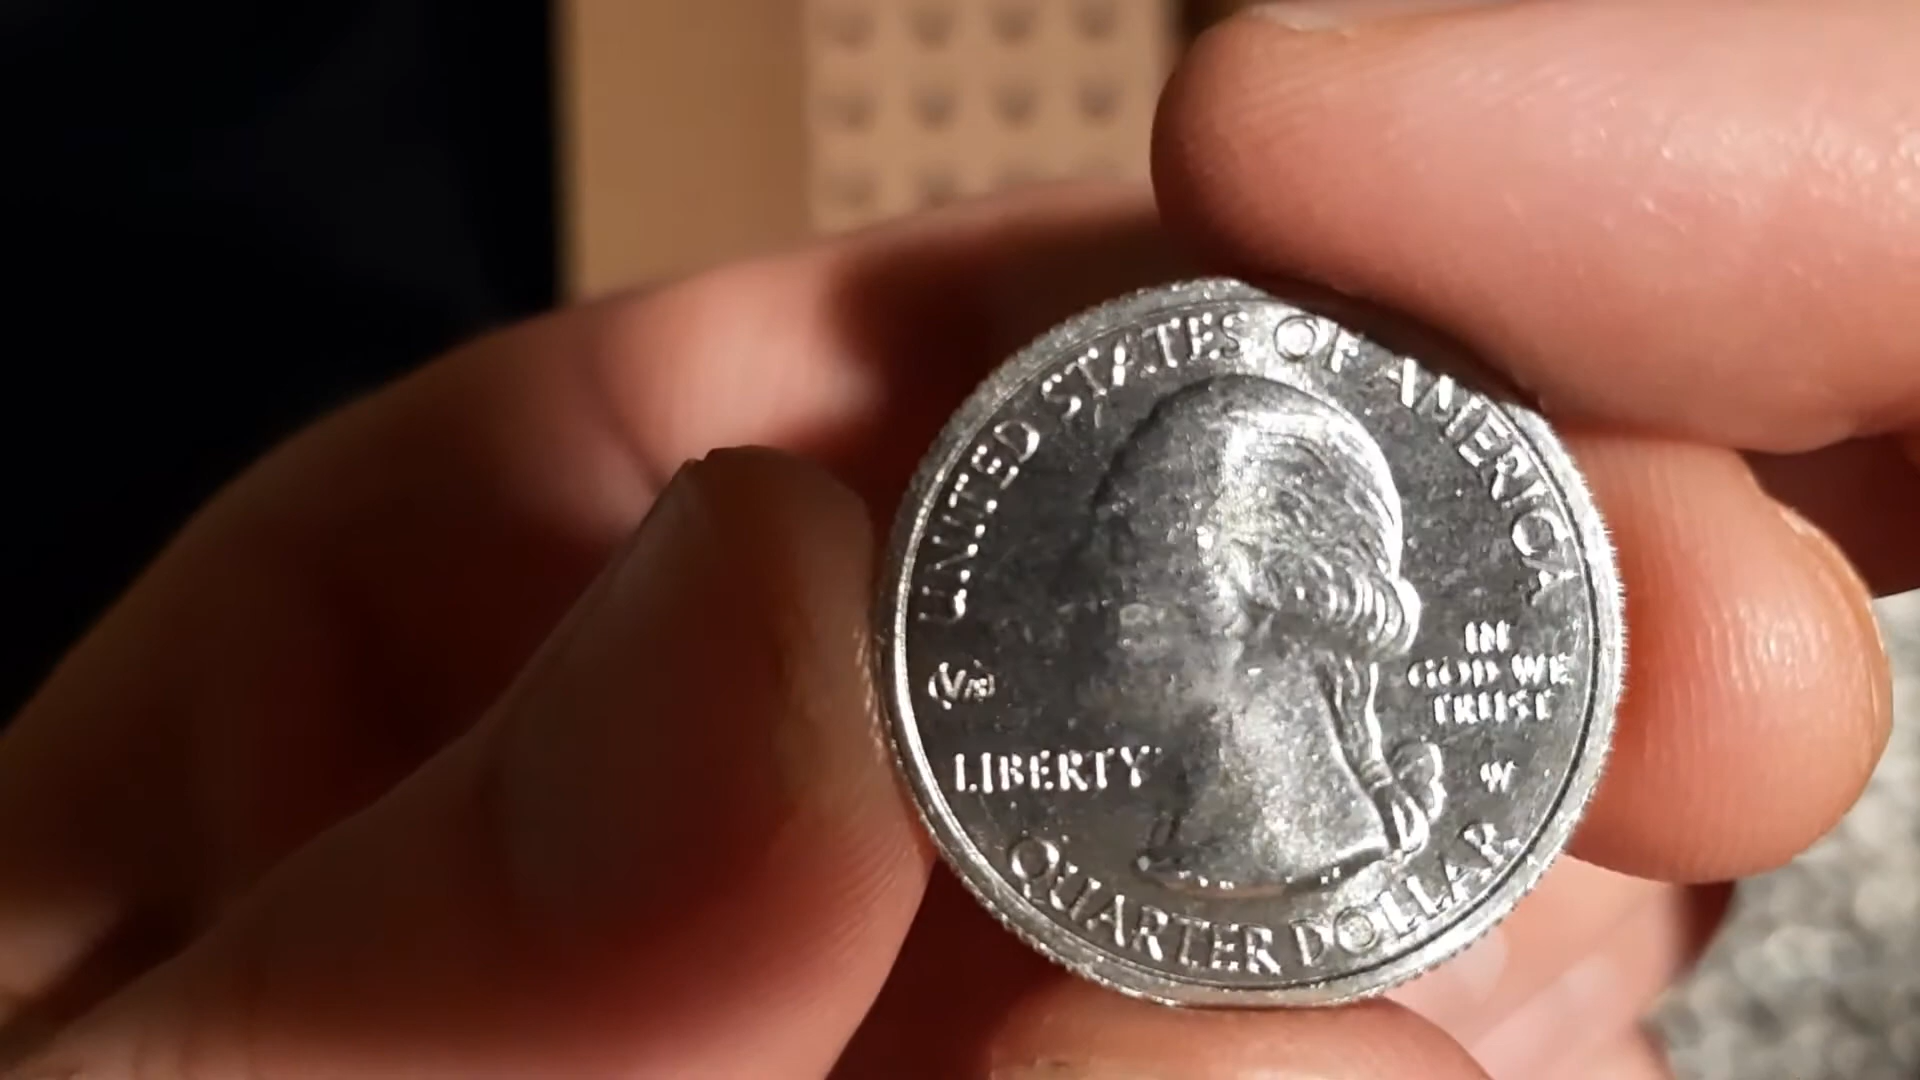 UNITED STATES OF AMERICA
IN
GOD WE
TRUST
LIBERTY
W
QUARTER DOLLAR